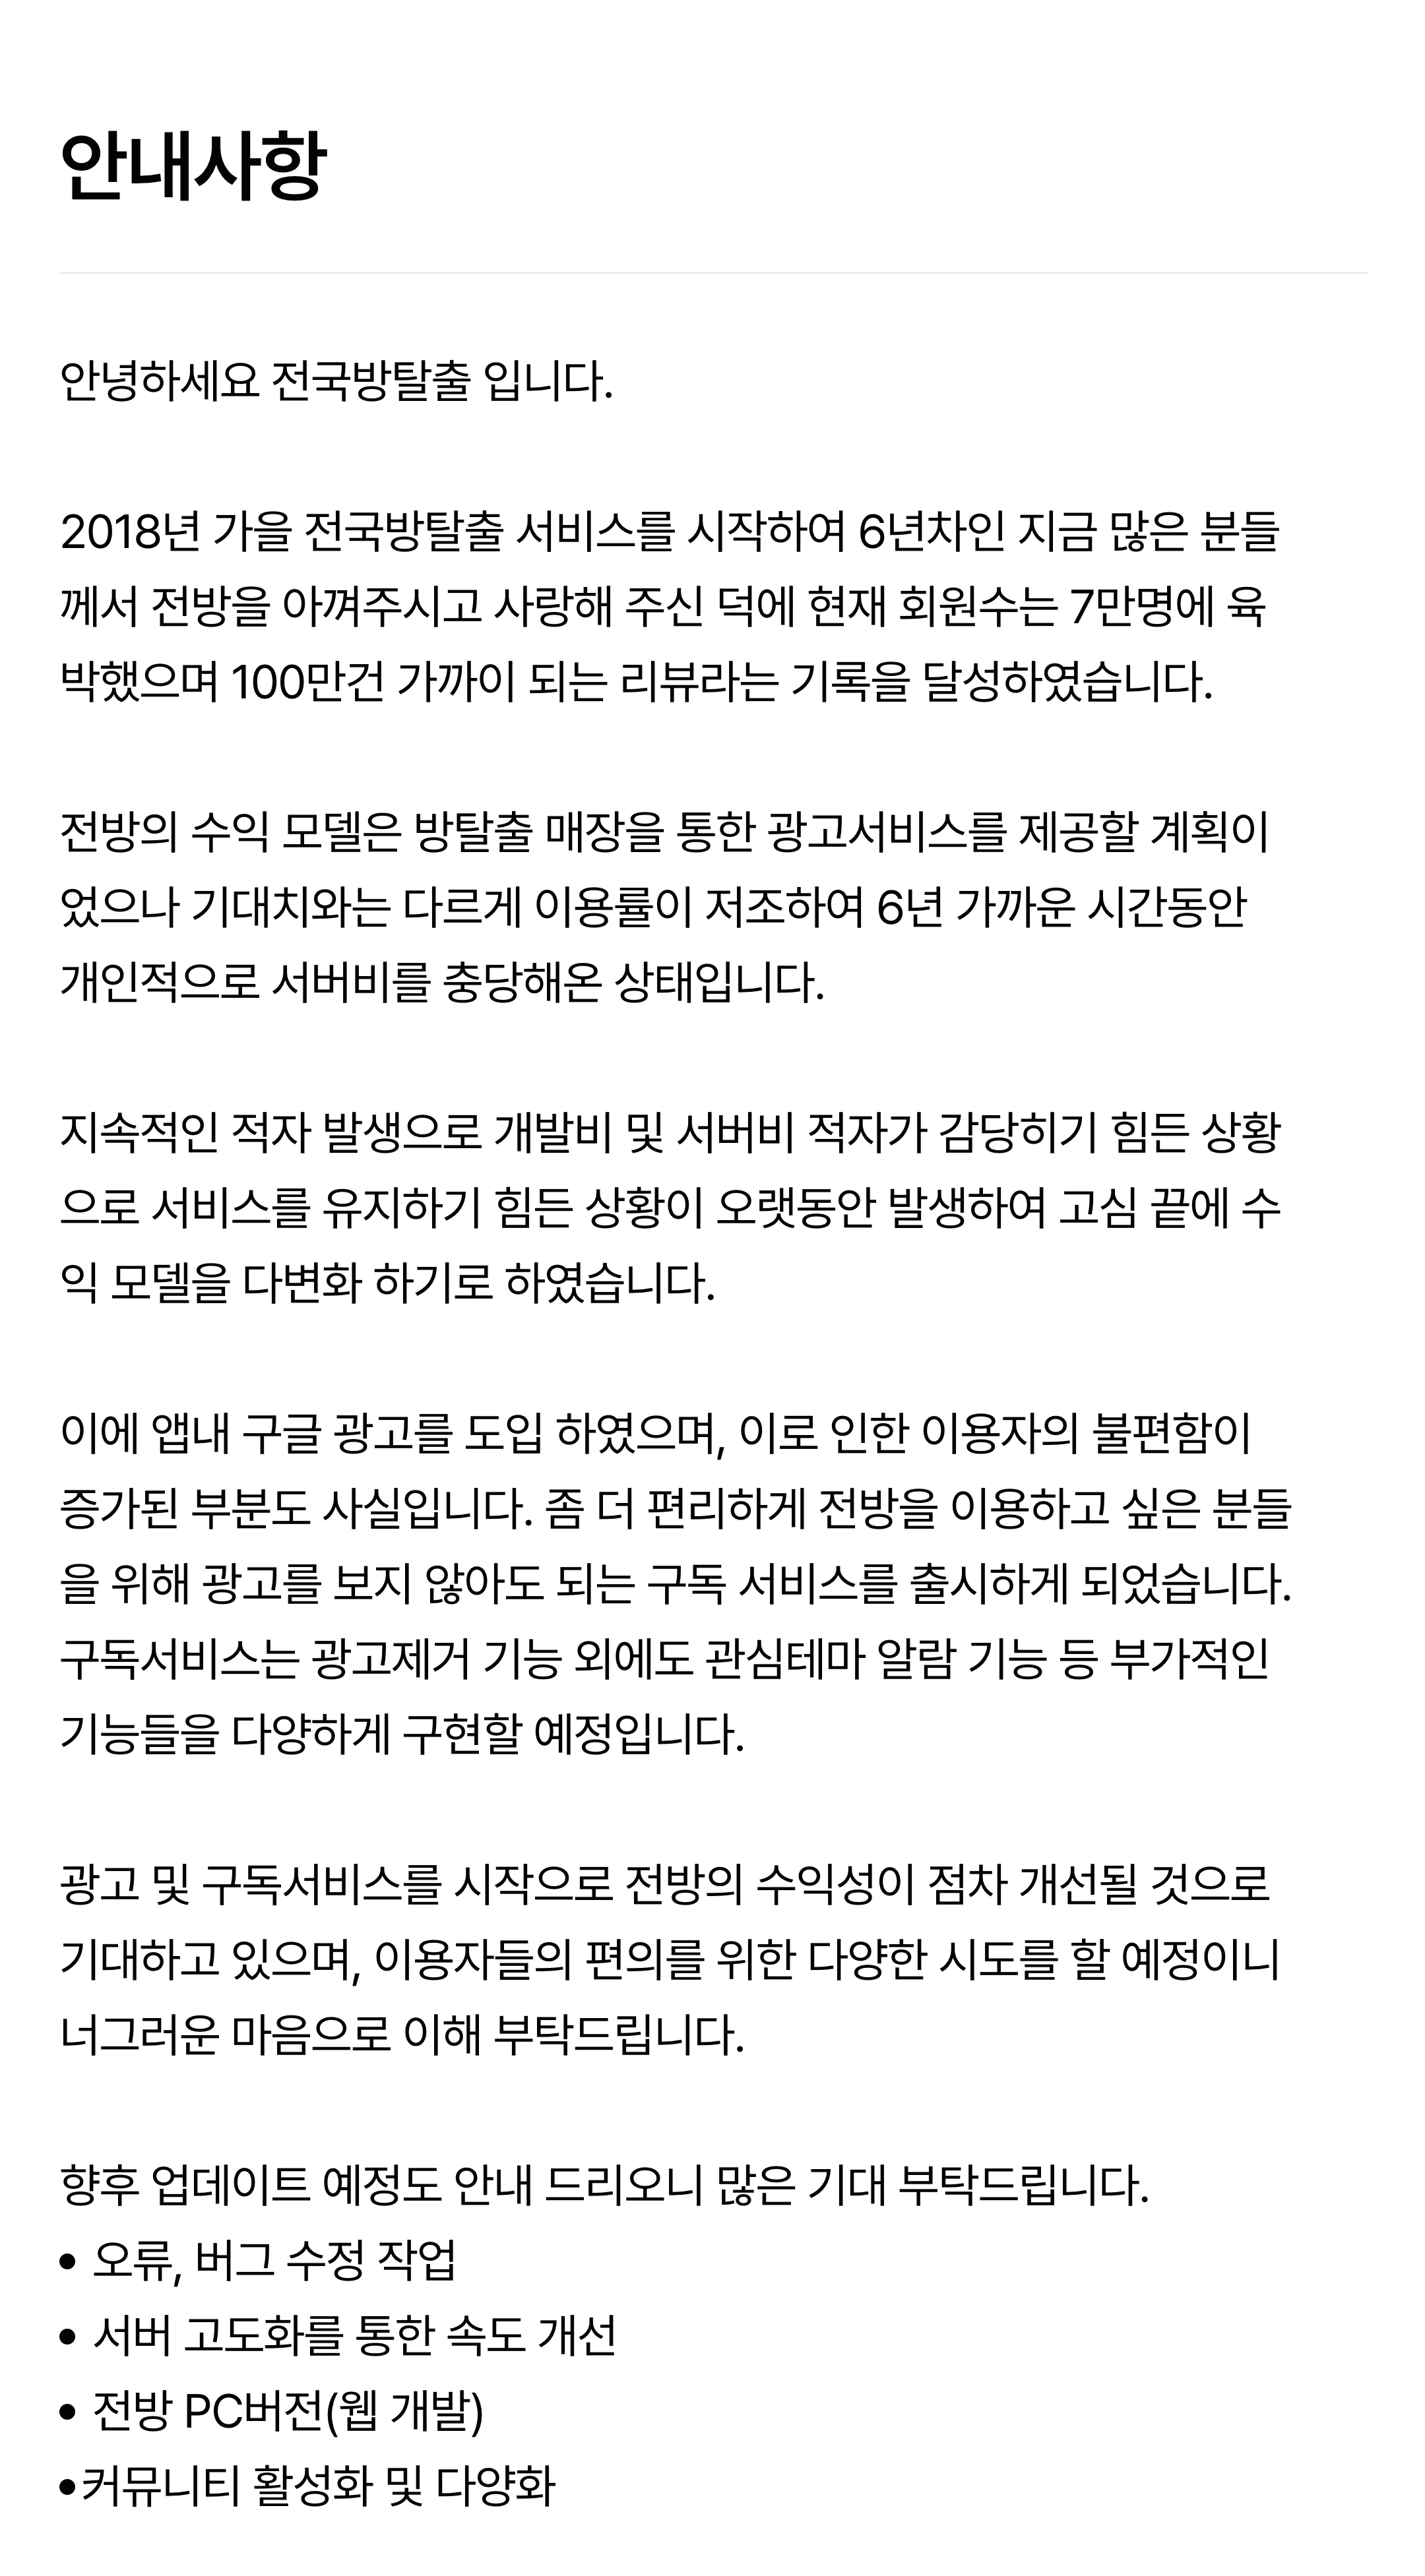 안내사항
안녕하세요 전국방탈출 입니다.
2018년 가을 전국방탈출 서비스를 시작하여 6년차인 지금 많은 분들
께서 전방을 아껴주시고 사랑해 주신 덕에 현재 회원수는 7만명에 육
박했으며 100만건 가까이 되는 리뷰라는 기록을 달성하였습니다.
전방의 수익 모델은 방탈출 매장을 통한 광고서비스를 제공할 계획이
었으나 기대치와는 다르게 이용률이 저조하여 6년 가까운 시간동안
개인적으로 서버비를 충당해온 상태입니다.
지속적인 적자 발생으로 개발비 및 서버비 적자가 감당히기 힘든 상황
으로 서비스를 유지하기 힘든 상황이 오랫동안 발생하여 고심 끝에 수
익 모델을 다변화 하기로 하였습니다.
이에 앱내 구글 광고를 도입 하였으며, 이로 인한 이용자의 불편함이
증가된 부분도 사실입니다. 좀 더 편리하게 전방을 이용하고 싶은 분들
을 위해 광고를 보지 않아도 되는 구독 서비스를 출시하게 되었습니다.
구독서비스는 광고제거 기능 외에도 관심테마 알람 기능 등 부가적인
기능들을 다양하게 구현할 예정입니다.
광고 및 구독서비스를 시작으로 전방의 수익성이 점차 개선될 것으로
기대하고 있으며, 이용자들의 편의를 위한 다양한 시도를 할 예정이니
너그러운 마음으로 이해 부탁드립니다.
향후 업데이트 예정도 안내 드리오니 많은 기대 부탁드립니다.
• 오류, 버그 수정 작업
• 서버 고도화를 통한 속도 개선
• 전방 PC버전(웹 개발)
•커뮤니티 활성화 및 다양화